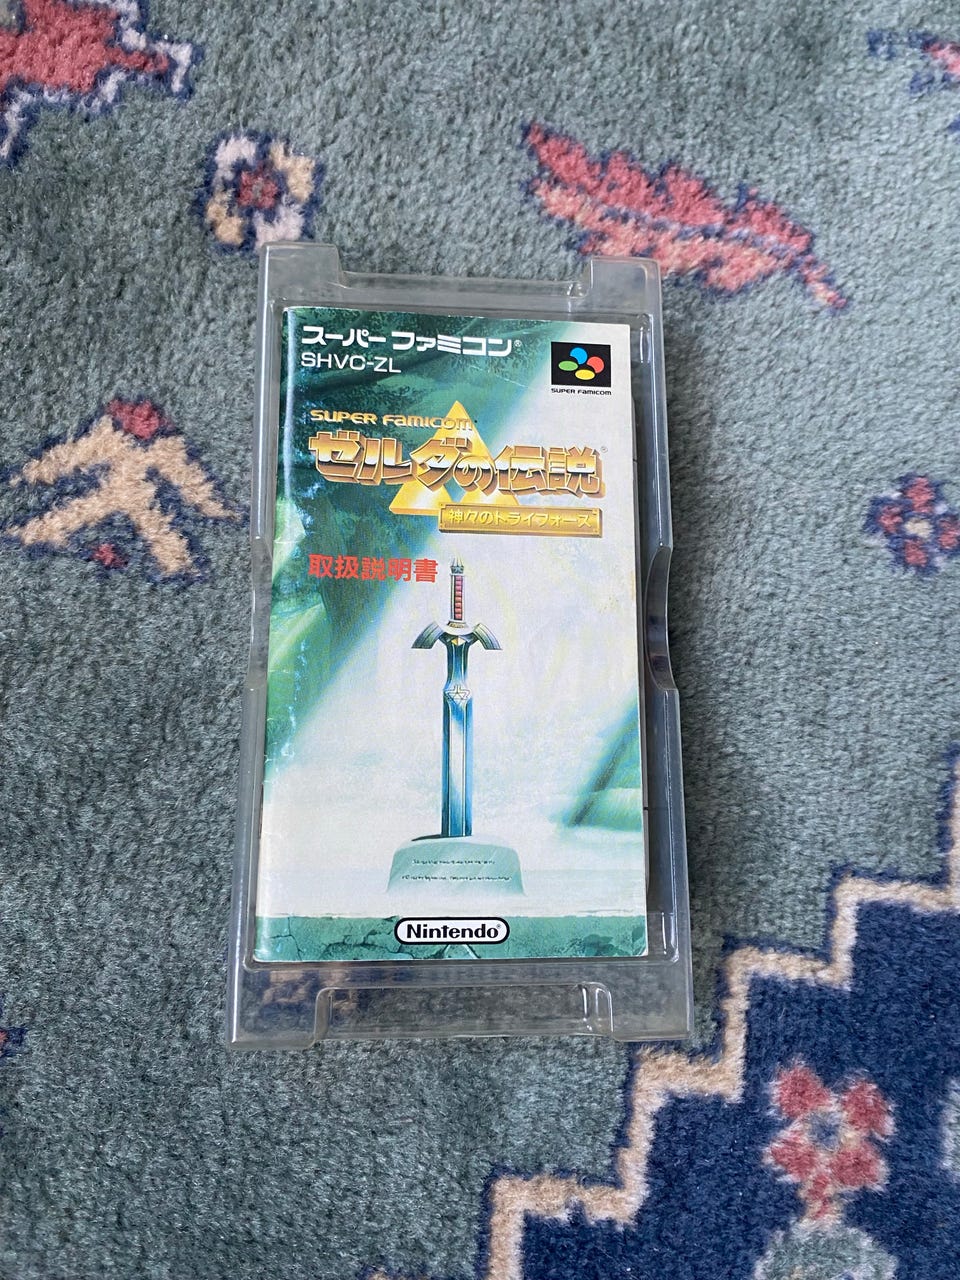 スーパーファミコン®
SHVC-ZL
SUPER FAMICOM
SUPER FAMICOM
ゼルダの伝説®
神々のトライフォース
取扱説明書
Nintendo®